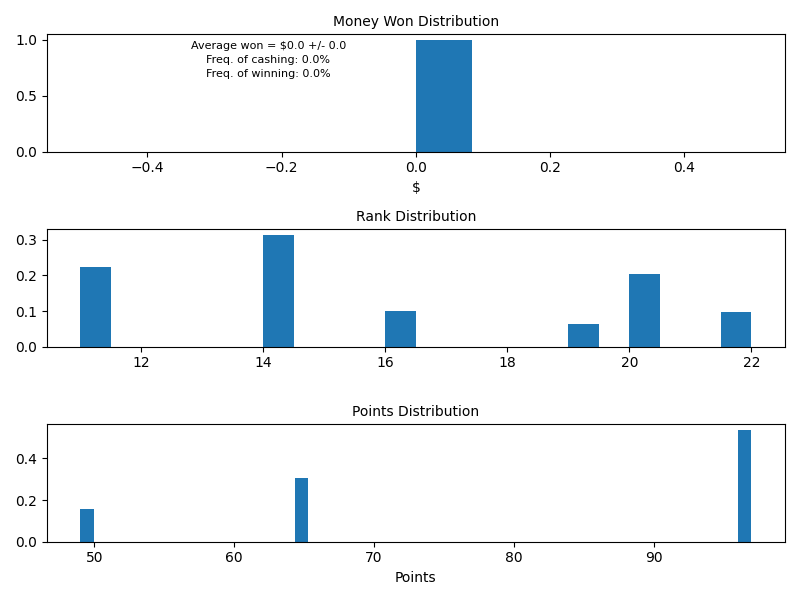 Money Won Distribution
Average won = $0.0 +/- 0.0
Freq. of cashing: 0.0%
Freq. of winning: 0.0%
1.0
0.5
0.0
−0.4 −0.2 0.0 0.2 0.4
$
Rank Distribution
0.3
0.2
0.1
0.0
12 14 16 18 20 22
Points Distribution
0.4
0.2
0.0
50 60 70 80 90
Points